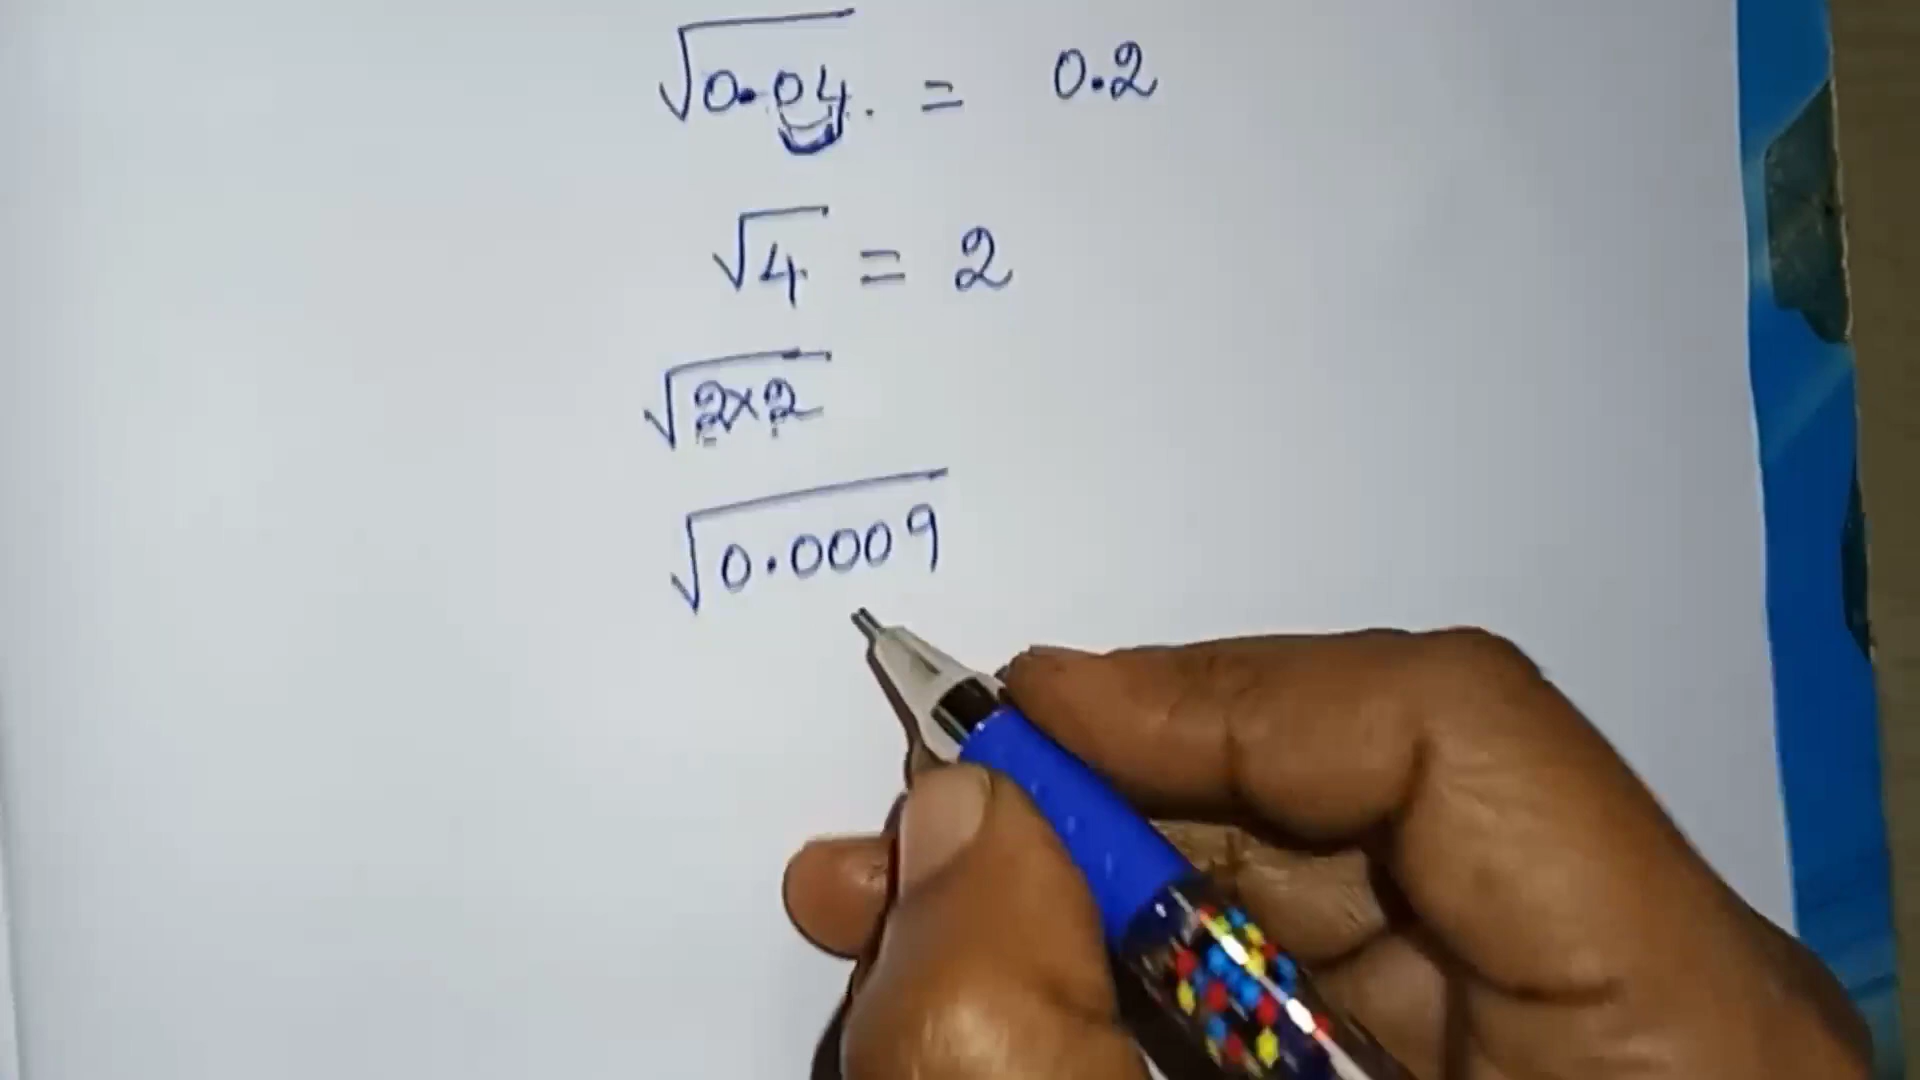 √0.04. = 0.2
√4 = 2
√2×2
√0.0009